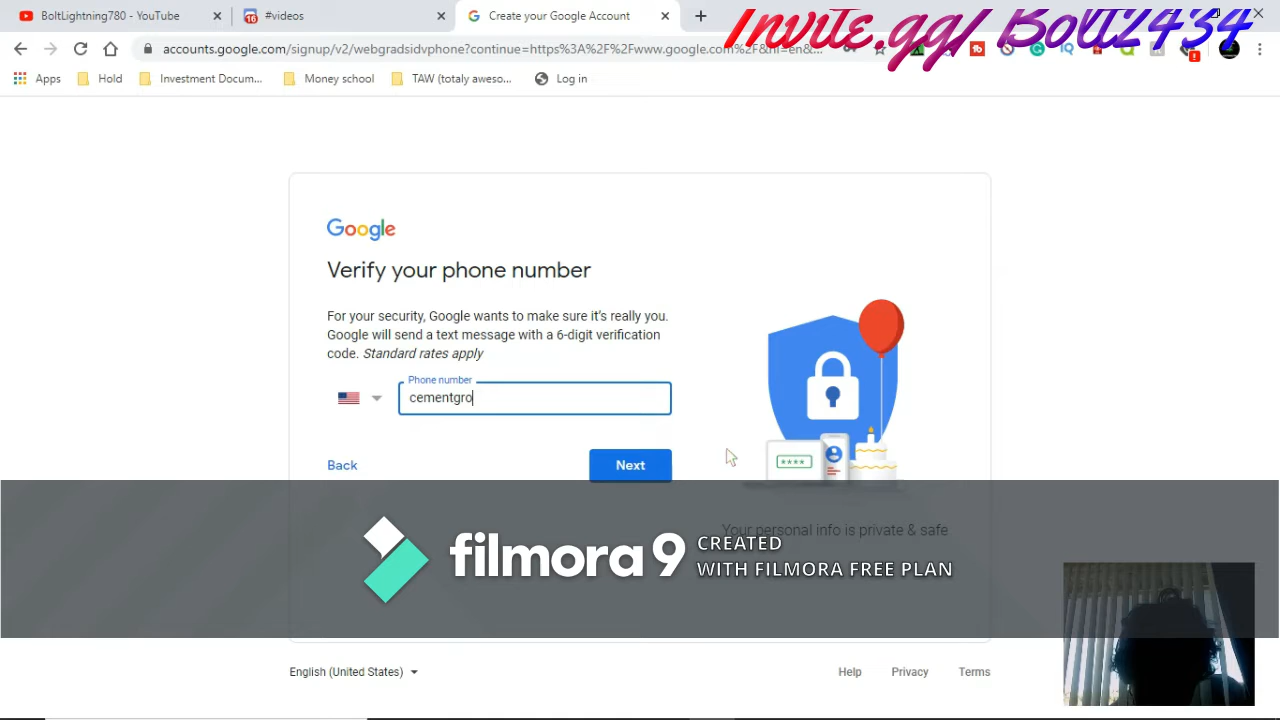 BoltLightning780 - YouTube
16
#videos
Create your Google Account
Invite.gg/ Bolt2434
accounts.google.com/signup/v2/webgradsidvphone?continue=https%3A%2F%2Fwww.google.com%2F&hl=en&...
Apps
Hold
Investment Docum...
Money school
TAW (totaly aweso...
Log in
Google
Verify your phone number
For your security, Google wants to make sure it's really you.
Google will send a text message with a 6-digit verification
code. Standard rates apply
Phone number
cementgro
Back
Next
****
Your personal info is private & safe
filmora 9
CREATED
WITH FILMORA FREE PLAN
English (United States)
Help
Privacy
Terms